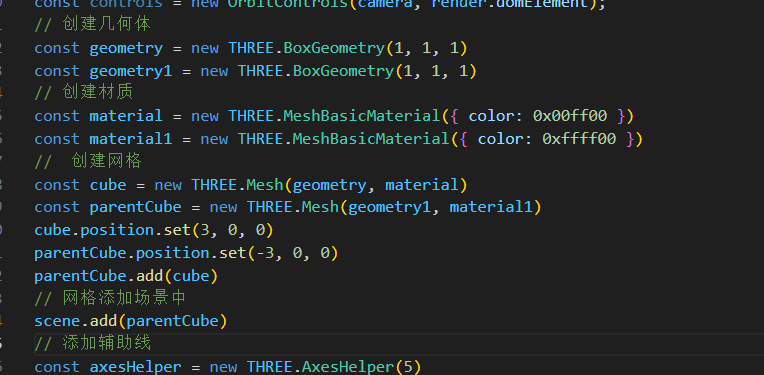 const controls = new OrbitControls(camera, render.domElement);
// 创建几何体
const geometry = new THREE.BoxGeometry(1, 1, 1)
const geometry1 = new THREE.BoxGeometry(1, 1, 1)
// 创建材质
const material = new THREE.MeshBasicMaterial({ color: 0x00ff00 })
const material1 = new THREE.MeshBasicMaterial({ color: 0xffff00 })
//  创建网格
const cube = new THREE.Mesh(geometry, material)
const parentCube = new THREE.Mesh(geometry1, material1)
cube.position.set(3, 0, 0)
parentCube.position.set(-3, 0, 0)
parentCube.add(cube)
// 网格添加场景中
scene.add(parentCube)
// 添加辅助线
const axesHelper = new THREE.AxesHelper(5)